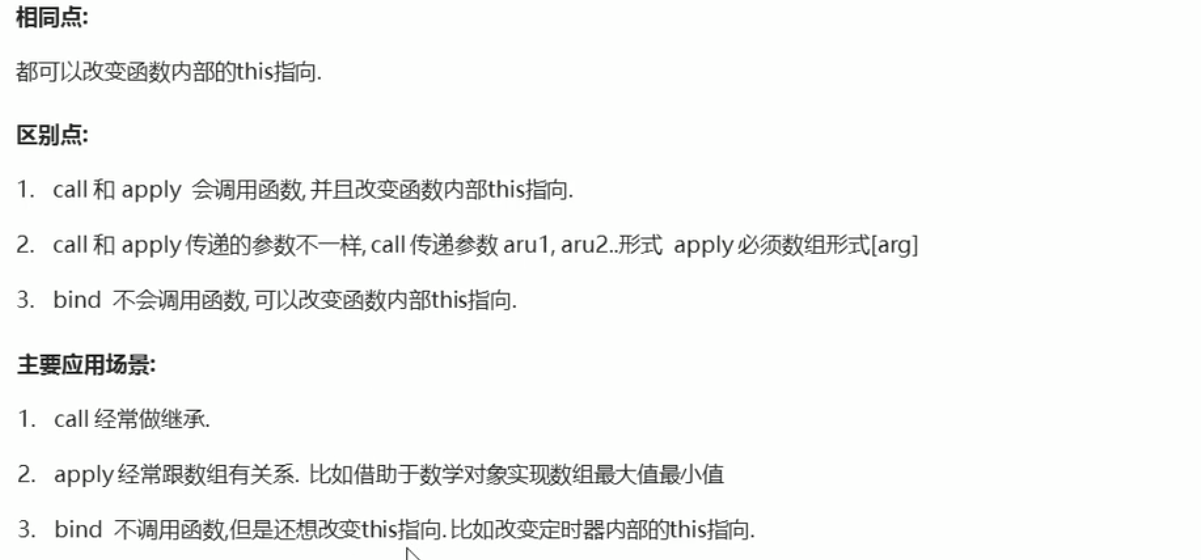 相同点:
都可以改变函数内部的this指向.
区别点:
1. call 和 apply 会调用函数, 并且改变函数内部this指向.
2. call 和 apply 传递的参数不一样, call 传递参数 aru1, aru2..形式 apply 必须数组形式[arg]
3. bind 不会调用函数, 可以改变函数内部this指向.
主要应用场景:
1. call 经常做继承.
2. apply 经常跟数组有关系. 比如借助于数学对象实现数组最大值最小值
3. bind 不调用函数,但是还想改变this指向. 比如改变定时器内部的this指向.